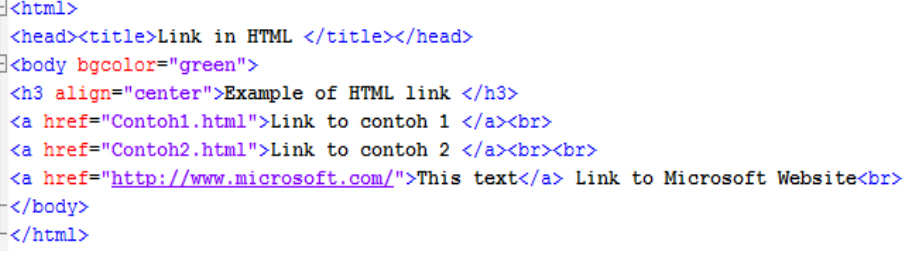 <html>
<head><title>Link in HTML </title></head>
<body bgcolor="green">
<h3 align="center">Example of HTML link </h3>
<a href="Contoh1.html">Link to contoh 1 </a><br>
<a href="Contoh2.html">Link to contoh 2 </a><br><br>
<a href="http://www.microsoft.com/">This text</a> Link to Microsoft Website<br>
</body>
</html>